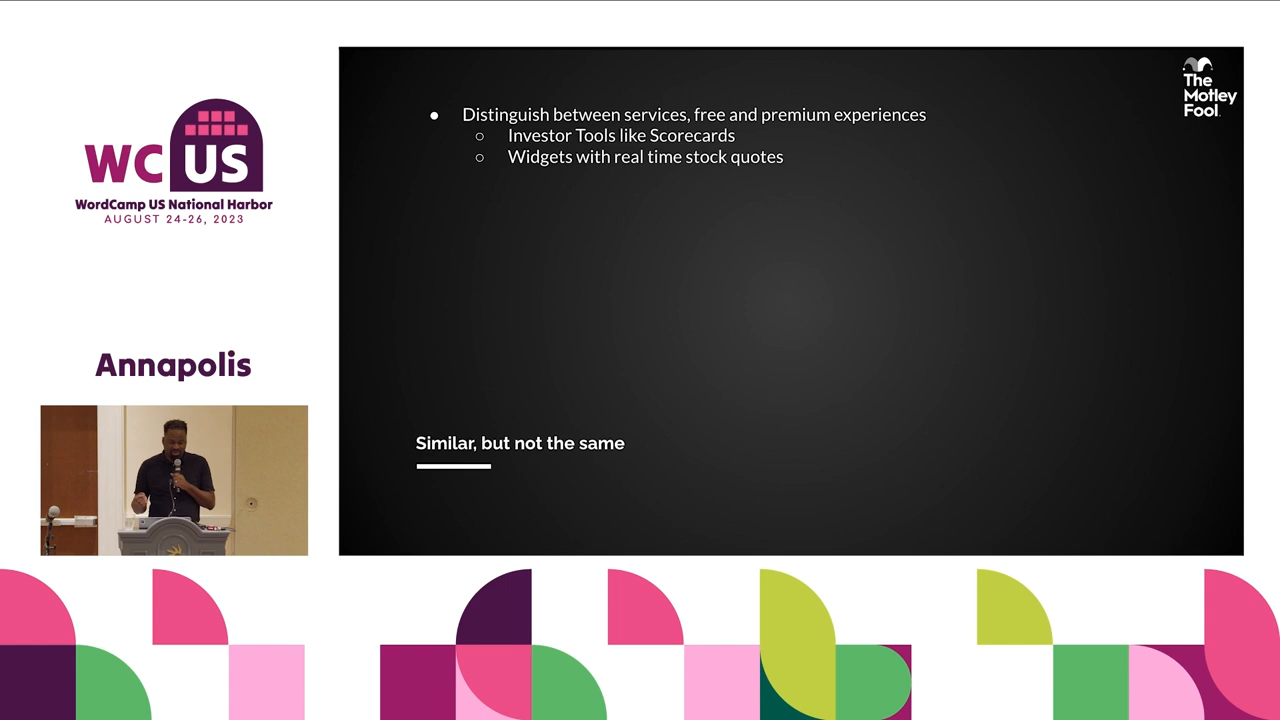 WC US
WordCamp US National Harbor
AUGUST 24-26, 2023
Annapolis
The
Motley
Fool.
● Distinguish between services, free and premium experiences
○ Investor Tools like Scorecards
○ Widgets with real time stock quotes
Similar, but not the same